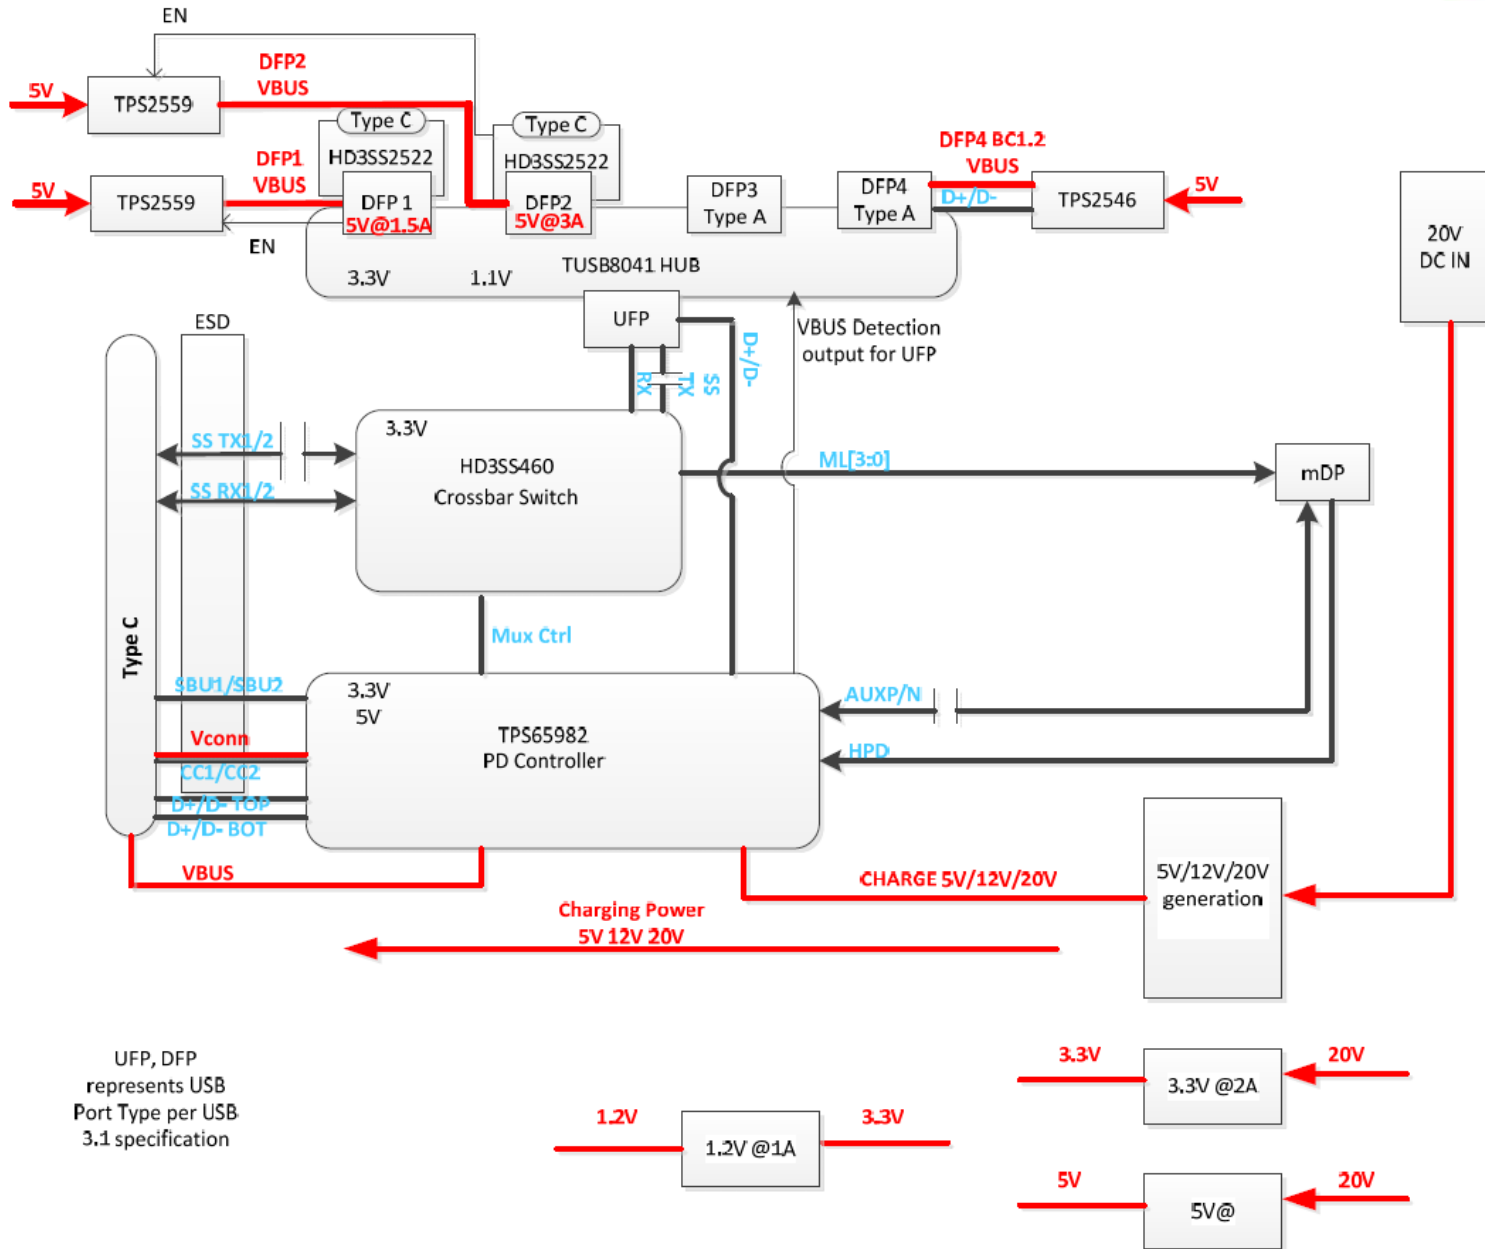 EN
5V
TPS2559
DFP2
VBUS
Type C
HD3SS2522
DFP 1
5V@1.5A
Type C
HD3SS2522
DFP2
5V@3A
5V
TPS2559
DFP1
VBUS
EN
DFP3
Type A
DFP4
Type A
DFP4 BC1.2
VBUS
D+/D-
TPS2546
5V
20V
DC IN
TUSB8041 HUB
3.3V
1.1V
UFP
VBUS Detection
output for UFP
D+/D-
SS
TX
RX
ESD
Type C
SS TX1/2
SS RX1/2
3.3V
HD3SS460
Crossbar Switch
ML[3:0]
mDP
Mux Ctrl
SBU1/SBU2
Vconn
CC1/CC2
D+/D- TOP
D+/D- BOT
3.3V
5V
TPS65982
PD Controller
AUXP/N
HPD
VBUS
CHARGE 5V/12V/20V
5V/12V/20V
generation
Charging Power
5V 12V 20V
UFP, DFP
represents USB
Port Type per USB
3.1 specification
1.2V
1.2V @1A
3.3V
3.3V
3.3V @2A
20V
5V
5V@
20V